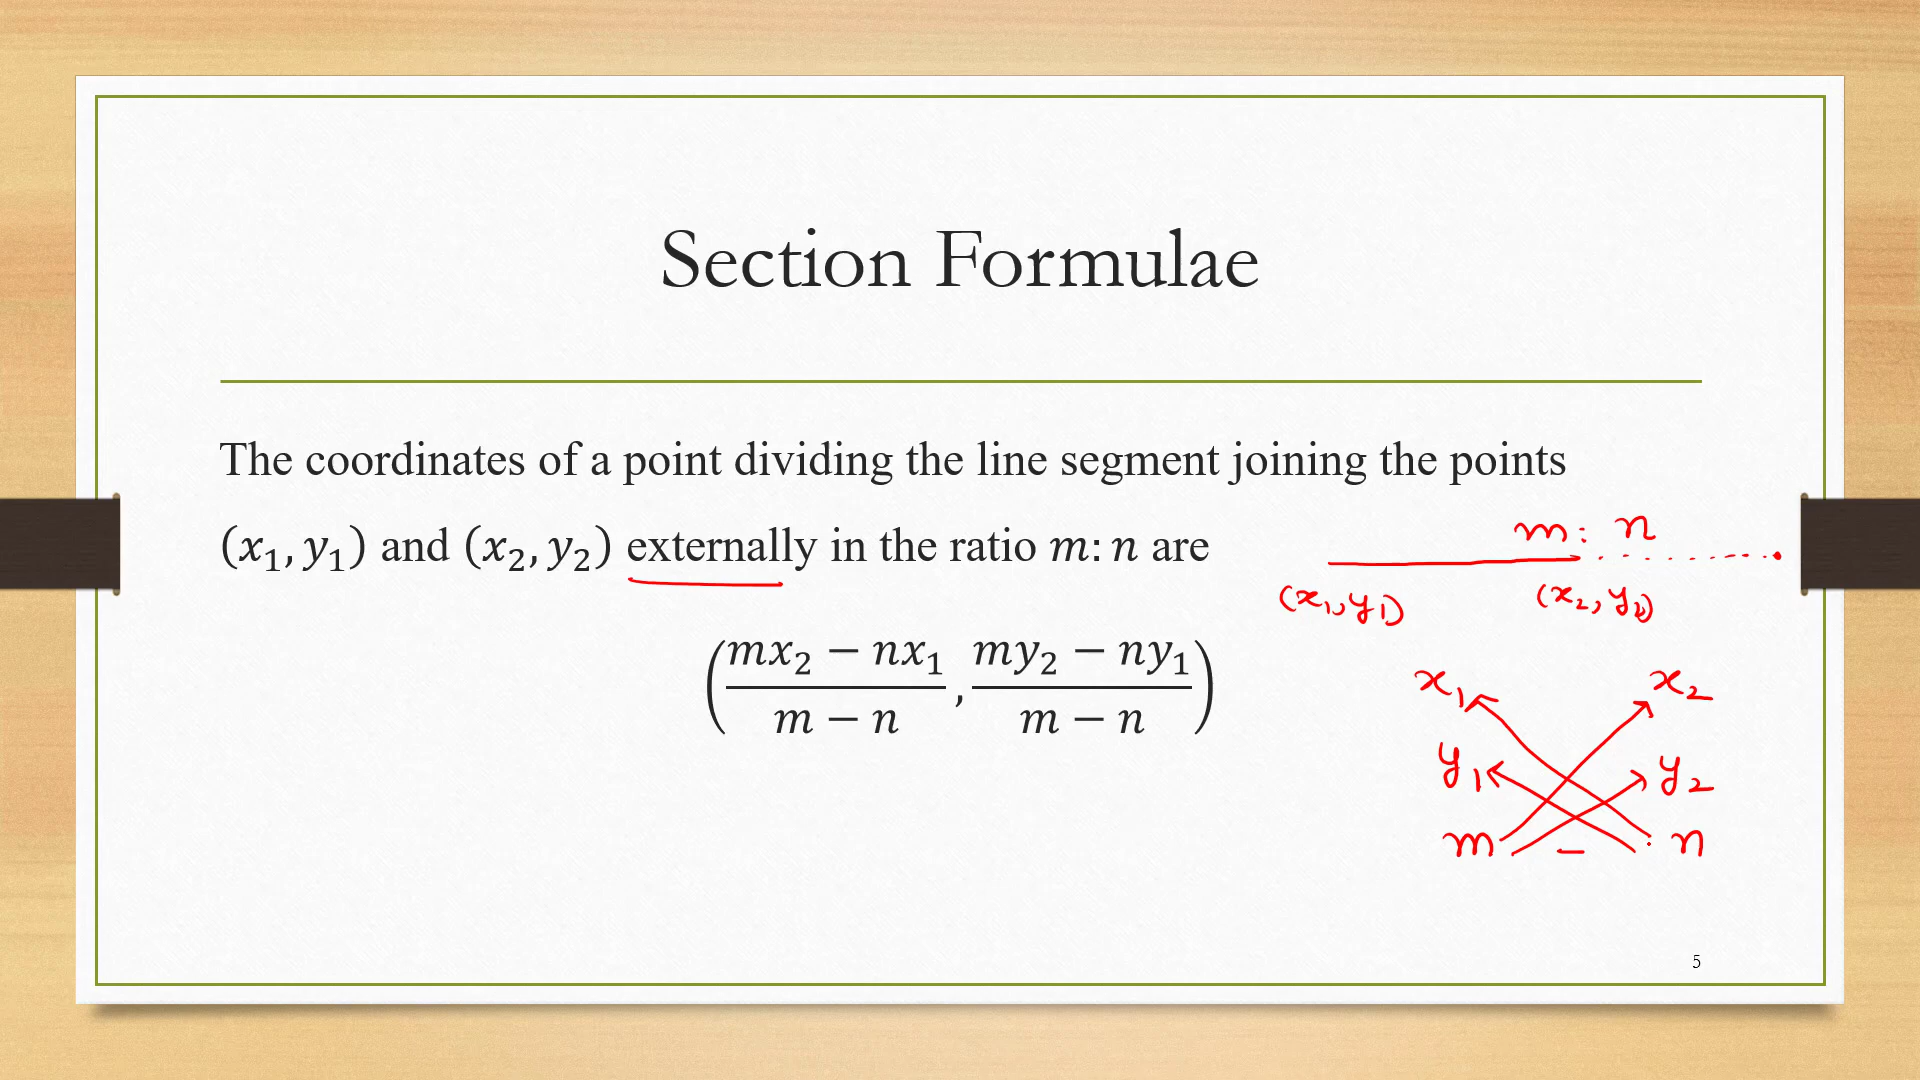 Section Formulae
The coordinates of a point dividing the line segment joining the points
(x₁, y₁) and (x₂, y₂) externally in the ratio m: n are
m : n
(x₁, y₁) (x₂, y₂)
(mx₂ − nx₁ / m − n , my₂ − ny₁ / m − n)
x₁ x₂
y₁ y₂
m − : n
5